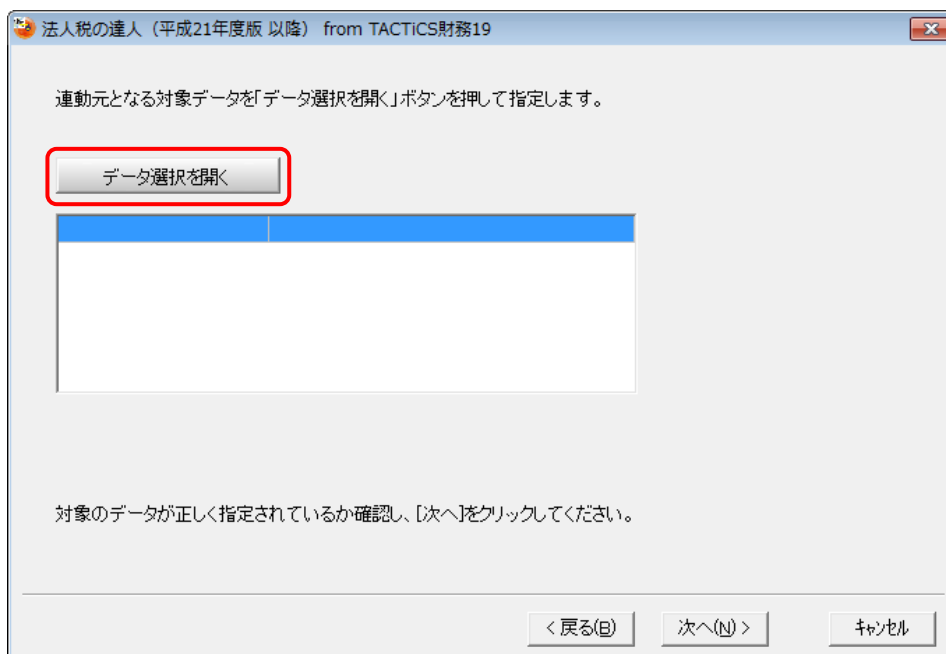 法人税の達人（平成21年度版 以降） from TACTiCS財務19
連動元となる対象データを「データ選択を開く」ボタンを押して指定します。
データ選択を開く
対象のデータが正しく指定されているか確認し、[次へ]をクリックしてください。
< 戻る(B)
次へ(N) >
キャンセル